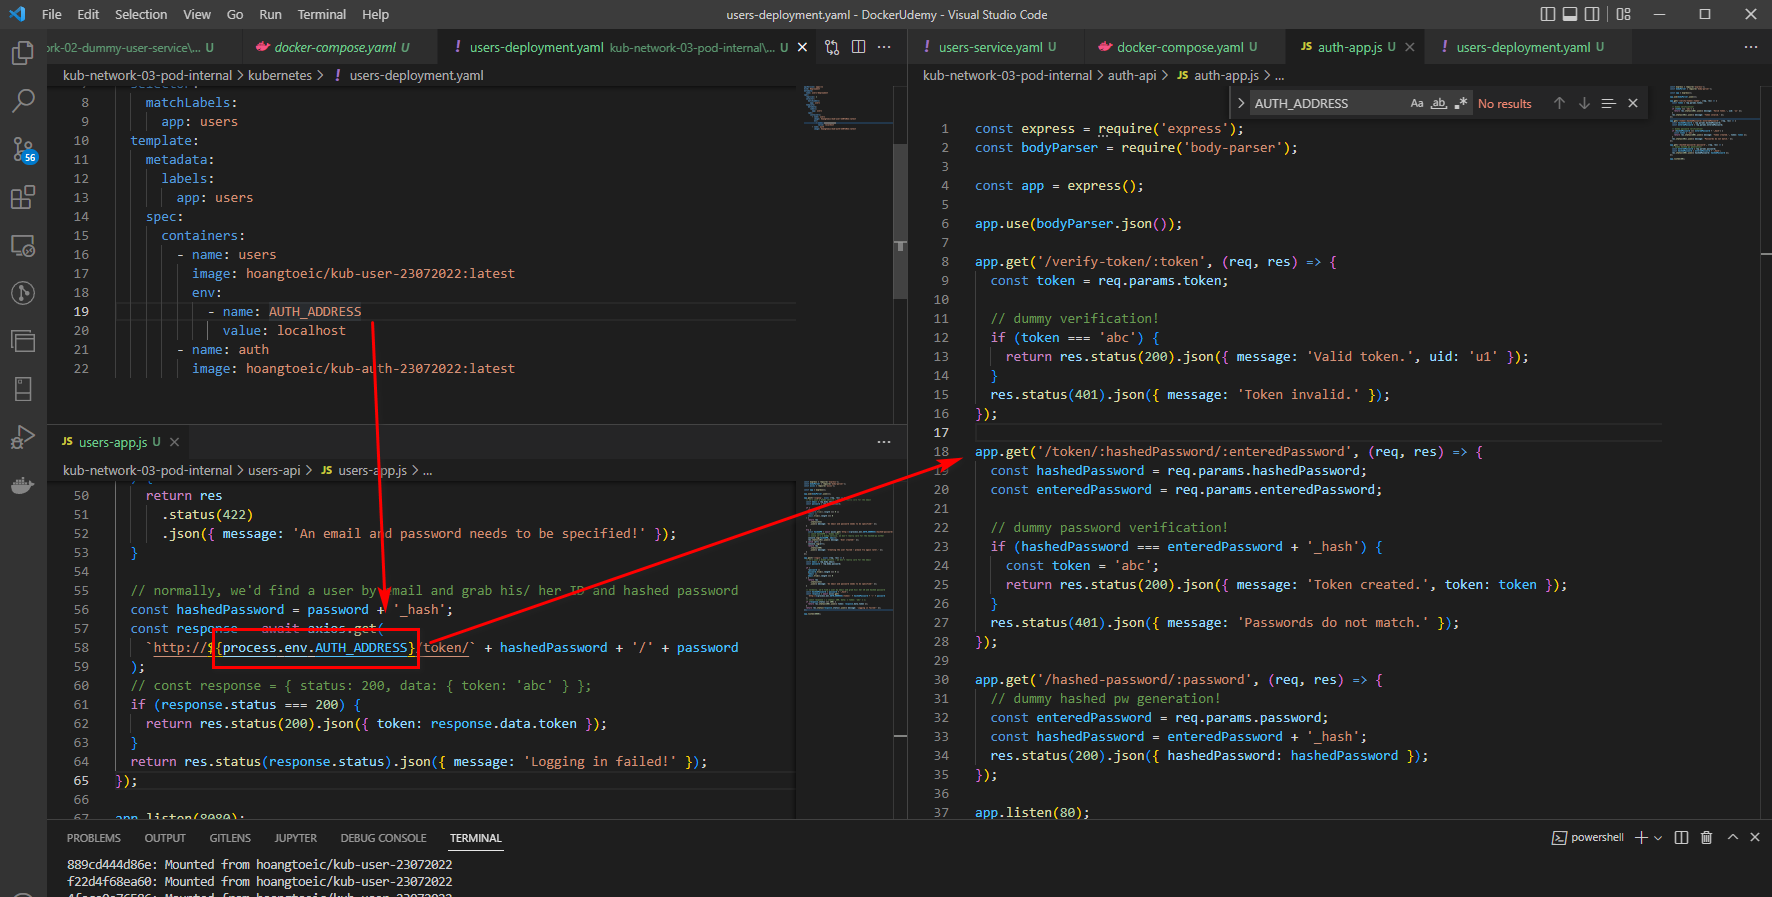 File Edit Selection View Go Run Terminal Help
users-deployment.yaml - DockerUdemy - Visual Studio Code
ork-02-dummy-user-service\... U
docker-compose.yaml U
! users-deployment.yaml kub-network-03-pod-internal\... U
kub-network-03-pod-internal > kubernetes > ! users-deployment.yaml
selector:
8 matchLabels:
9 app: users
10 template:
11 metadata:
12 labels:
13 app: users
14 spec:
15 containers:
16 - name: users
17 image: hoangtoeic/kub-user-23072022:latest
18 env:
19 - name: AUTH_ADDRESS
20 value: localhost
21 - name: auth
22 image: hoangtoeic/kub-auth-23072022:latest
56
JS users-app.js U
kub-network-03-pod-internal > users-api > JS users-app.js > ...
50 return res
51 .status(422)
52 .json({ message: 'An email and password needs to be specified!' });
53 }
54
55 // normally, we'd find a user by email and grab his/ her ID and hashed password
56 const hashedPassword = password + '_hash';
57 const response = await axios.get(
58 `http://${process.env.AUTH_ADDRESS}/token/` + hashedPassword + '/' + password
59 );
60 // const response = { status: 200, data: { token: 'abc' } };
61 if (response.status === 200) {
62 return res.status(200).json({ token: response.data.token });
63 }
64 return res.status(response.status).json({ message: 'Logging in failed!' });
65 });
66
67 app.listen(8080);
! users-service.yaml U
docker-compose.yaml U
JS auth-app.js U
! users-deployment.yaml U
kub-network-03-pod-internal > auth-api > JS auth-app.js > ...
AUTH_ADDRESS Aa ab .* No results
1 const express = require('express');
2 const bodyParser = require('body-parser');
3
4 const app = express();
5
6 app.use(bodyParser.json());
7
8 app.get('/verify-token/:token', (req, res) => {
9 const token = req.params.token;
10
11 // dummy verification!
12 if (token === 'abc') {
13 return res.status(200).json({ message: 'Valid token.', uid: 'u1' });
14 }
15 res.status(401).json({ message: 'Token invalid.' });
16 });
17
18 app.get('/token/:hashedPassword/:enteredPassword', (req, res) => {
19 const hashedPassword = req.params.hashedPassword;
20 const enteredPassword = req.params.enteredPassword;
21
22 // dummy password verification!
23 if (hashedPassword === enteredPassword + '_hash') {
24 const token = 'abc';
25 return res.status(200).json({ message: 'Token created.', token: token });
26 }
27 res.status(401).json({ message: 'Passwords do not match.' });
28 });
29
30 app.get('/hashed-password/:password', (req, res) => {
31 // dummy hashed pw generation!
32 const enteredPassword = req.params.password;
33 const hashedPassword = enteredPassword + '_hash';
34 res.status(200).json({ hashedPassword: hashedPassword });
35 });
36
37 app.listen(80);
PROBLEMS OUTPUT GITLENS JUPYTER DEBUG CONSOLE TERMINAL
powershell
889cd444d86e: Mounted from hoangtoeic/kub-user-23072022
f22d4f68ea60: Mounted from hoangtoeic/kub-user-23072022